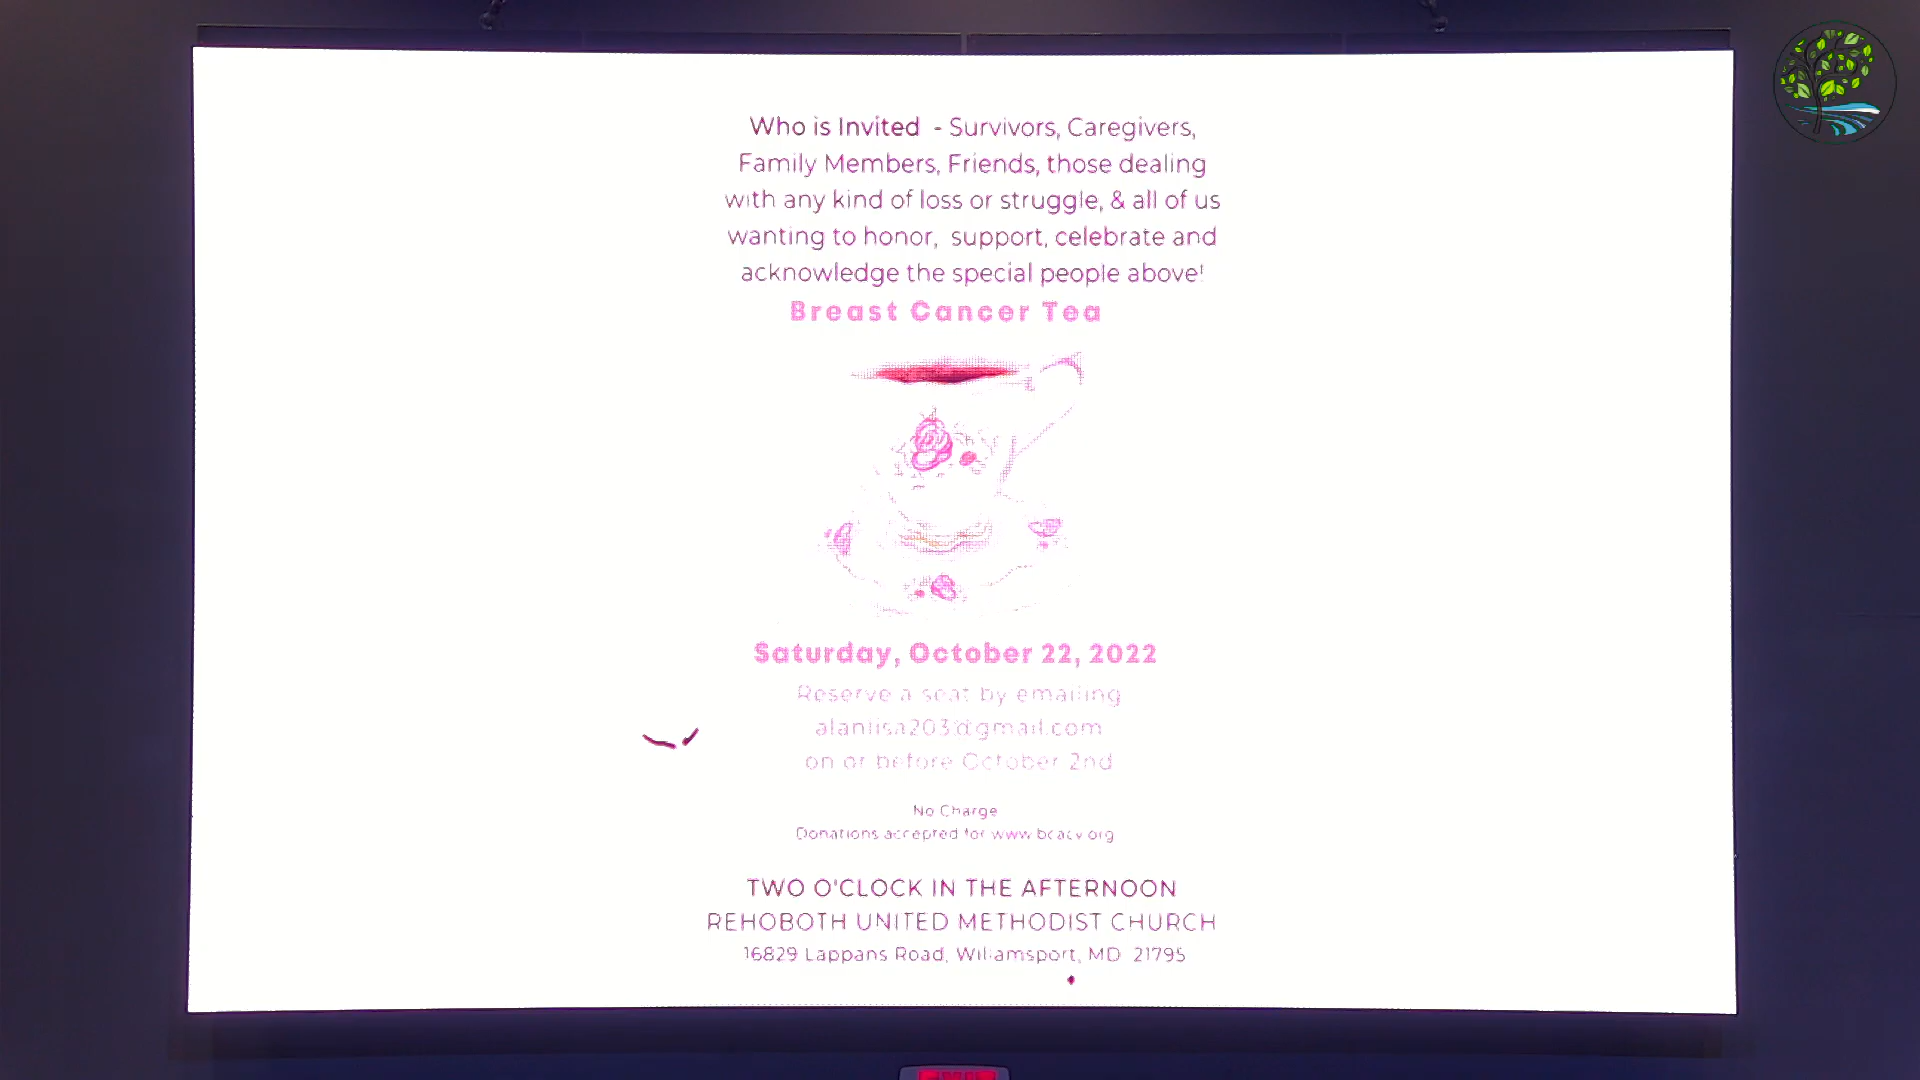 Who is Invited - Survivors, Caregivers,
Family Members, Friends, those dealing
with any kind of loss or struggle, & all of us
wanting to honor, support, celebrate and
acknowledge the special people above!
Breast Cancer Tea
Saturday, October 22, 2022
Reserve a seat by emailing
alanlisa203@gmail.com
on or before October 2nd
No Charge
Donations accepted for www.bcacv.org
TWO O'CLOCK IN THE AFTERNOON
REHOBOTH UNITED METHODIST CHURCH
16829 Lappans Road, Williamsport, MD 21795